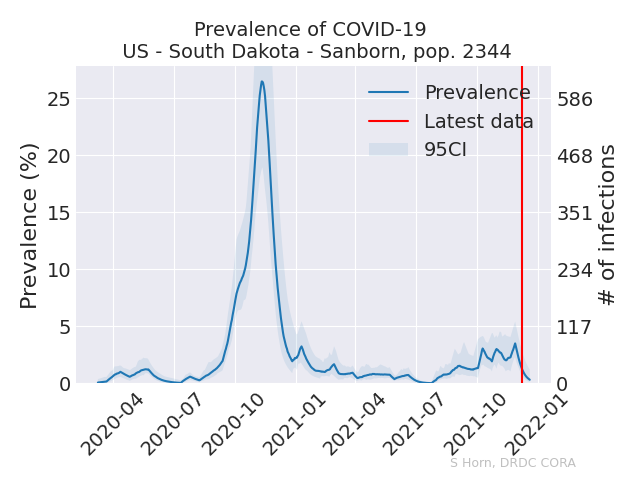 Prevalence of COVID-19
US - South Dakota - Sanborn, pop. 2344
Prevalence (%)
# of infections
25
20
15
10
5
0
586
468
351
234
117
0
Prevalence
Latest data
95CI
2020-04
2020-07
2020-10
2021-01
2021-04
2021-07
2021-10
2022-01
S Horn, DRDC CORA